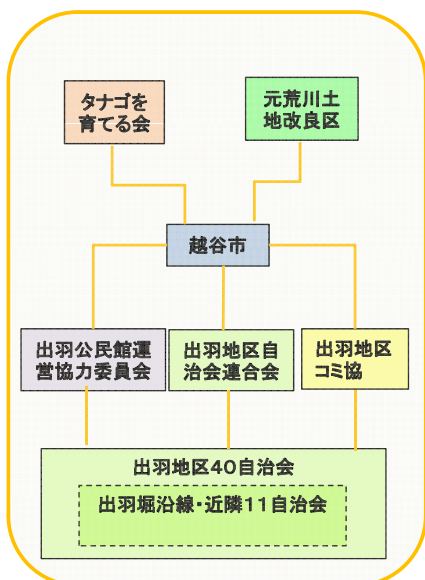 タナゴを
育てる会
元荒川土
地改良区
越谷市
出羽公民館運
営協力委員会
出羽地区自
治会連合会
出羽地区
コミ協
出羽地区40自治会
出羽堀沿線・近隣11自治会